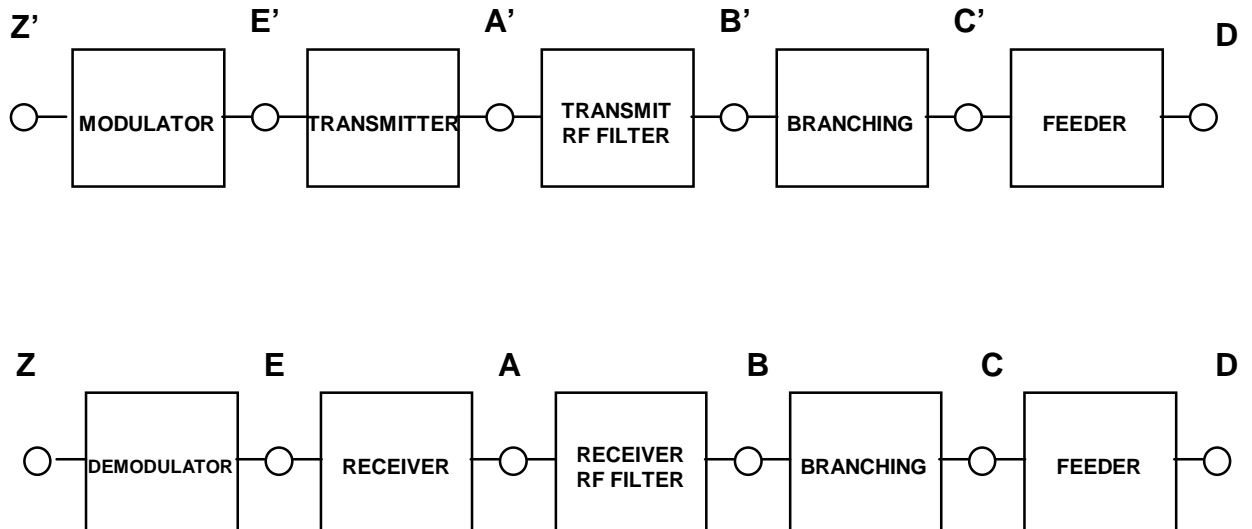 Z’ E’ A’ B’ C’ D
MODULATOR TRANSMITTER TRANSMIT RF FILTER BRANCHING FEEDER
Z E A B C D
DEMODULATOR RECEIVER RECEIVER RF FILTER BRANCHING FEEDER